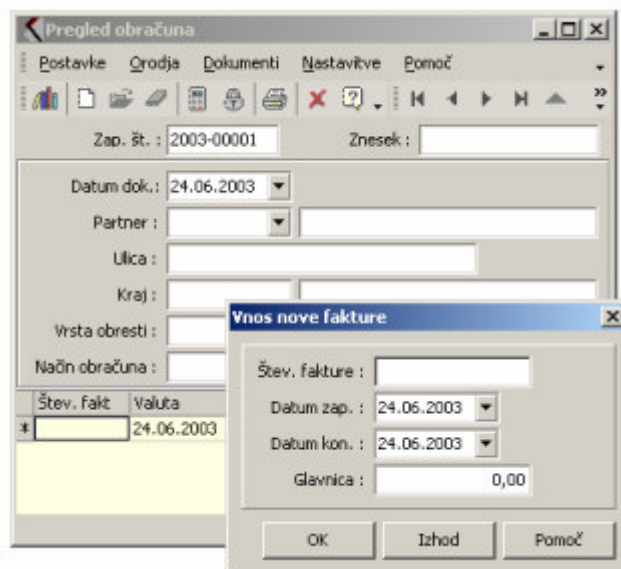 Pregled obračuna
Postavke Orodja Dokumenti Nastavitve Pomoč
Zap. št. : 2003-00001 Znesek :
Datum dok. : 24.06.2003
Partner :
Ulica :
Kraj :
Vrsta obresti :
Način obračuna :
Štev. fakt Valuta
* 24.06.2003
Vnos nove fakture
Štev. fakture :
Datum zap. : 24.06.2003
Datum kon. : 24.06.2003
Glavnica : 0,00
OK Izhod Pomoč